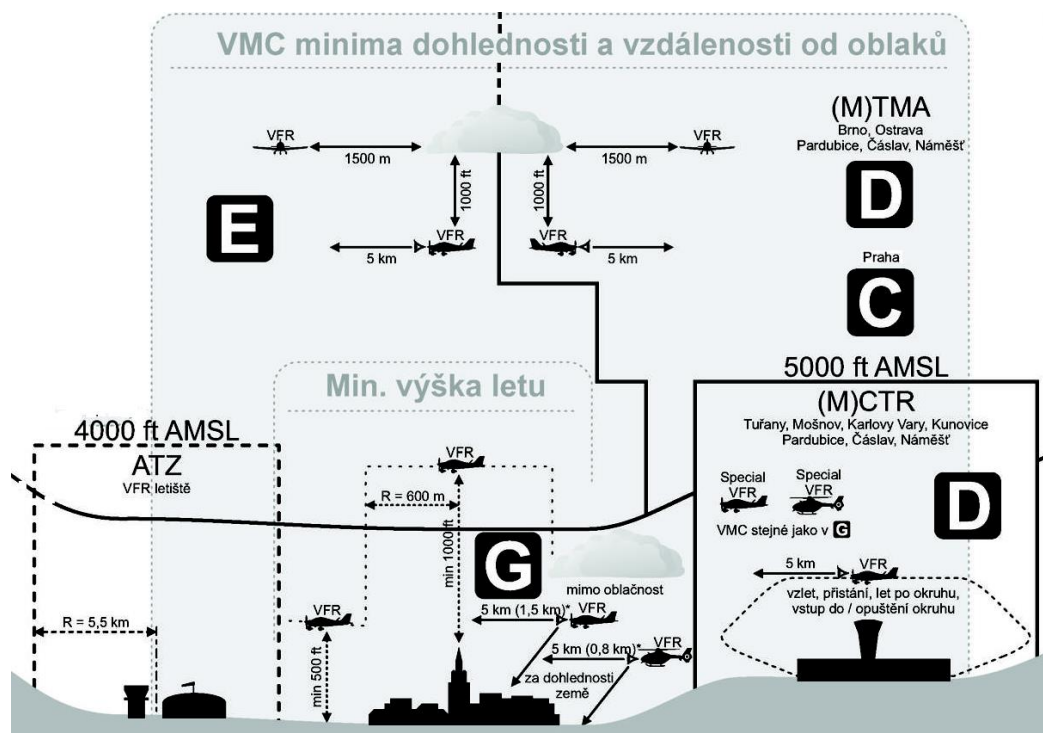 VMC minima dohlednosti a vzdálenosti od oblaků
VFR
1500 m
1500 m
VFR
1000 ft
1000 ft
VFR
VFR
5 km
5 km
E
(M)TMA
Brno, Ostrava
Pardubice, Čáslav, Náměšť
D
Praha
C
Min. výška letu
4000 ft AMSL
ATZ
VFR letiště
R = 5,5 km
VFR
R = 600 m
min 1000ft
VFR
min 500 ft
G
mimo oblačnost
5 km (1,5 km)*
VFR
5 km (0,8 km)*
VFR
za dohlednosti
země
5000 ft AMSL
(M)CTR
Tuřany, Mošnov, Karlovy Vary, Kunovice
Pardubice, Čáslav, Náměšť
Special
VFR
Special
VFR
VMC stejné jako v G
D
5 km
VFR
vzlet, přistání, let po okruhu,
vstup do / opuštění okruhu